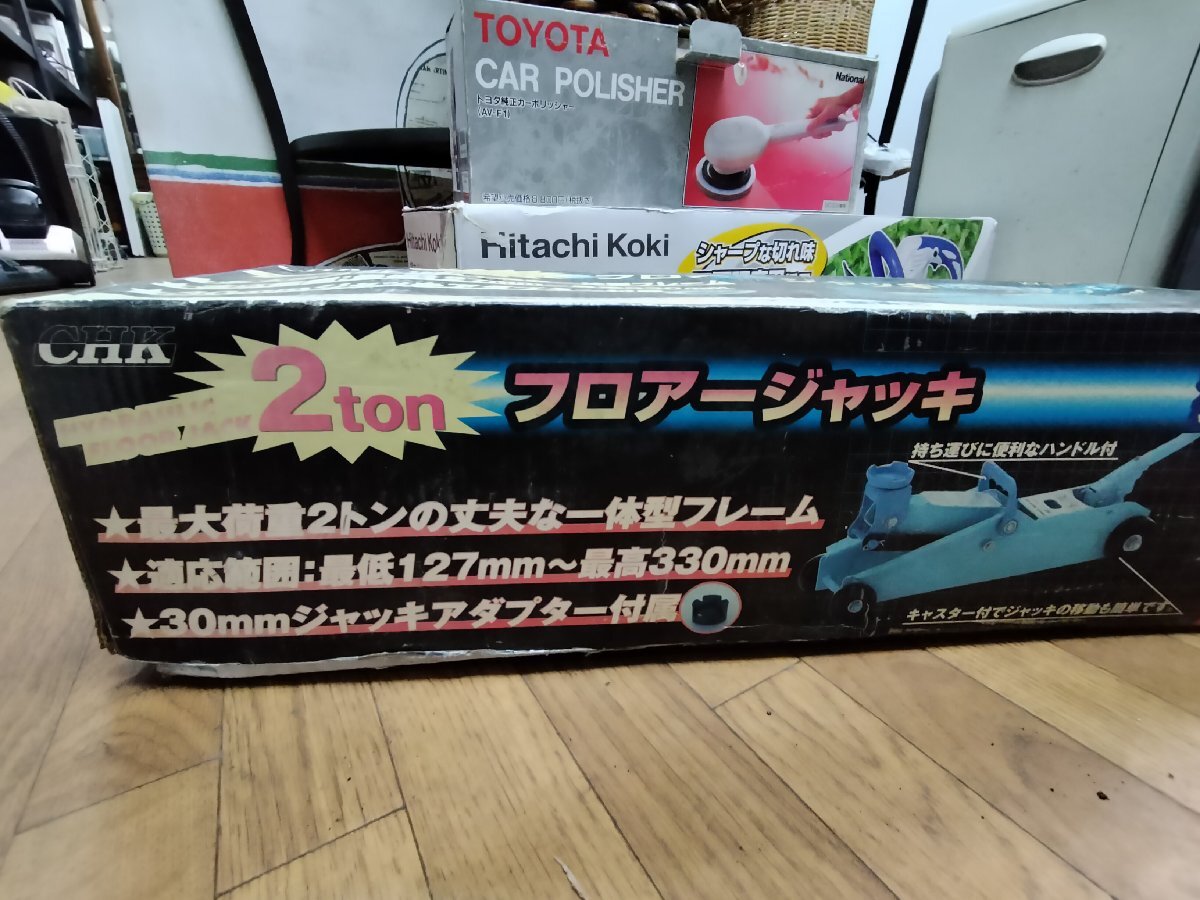 TOYOTA
CAR POLISHER
トヨタ純正カーポリッシャー
(AV-F1)
National
Hitachi Koki
Hitachi Koki
シャープな切れ味
CHK
HYDRAULIC
FLOOR JACK
2ton
フロアージャッキ
持ち運びに便利なハンドル付
★最大荷重2トンの丈夫な一体型フレーム
★適応範囲:最低127mm〜最高330mm
★30mmジャッキアダプター付属
キャスター付でジャッキの移動も簡単です